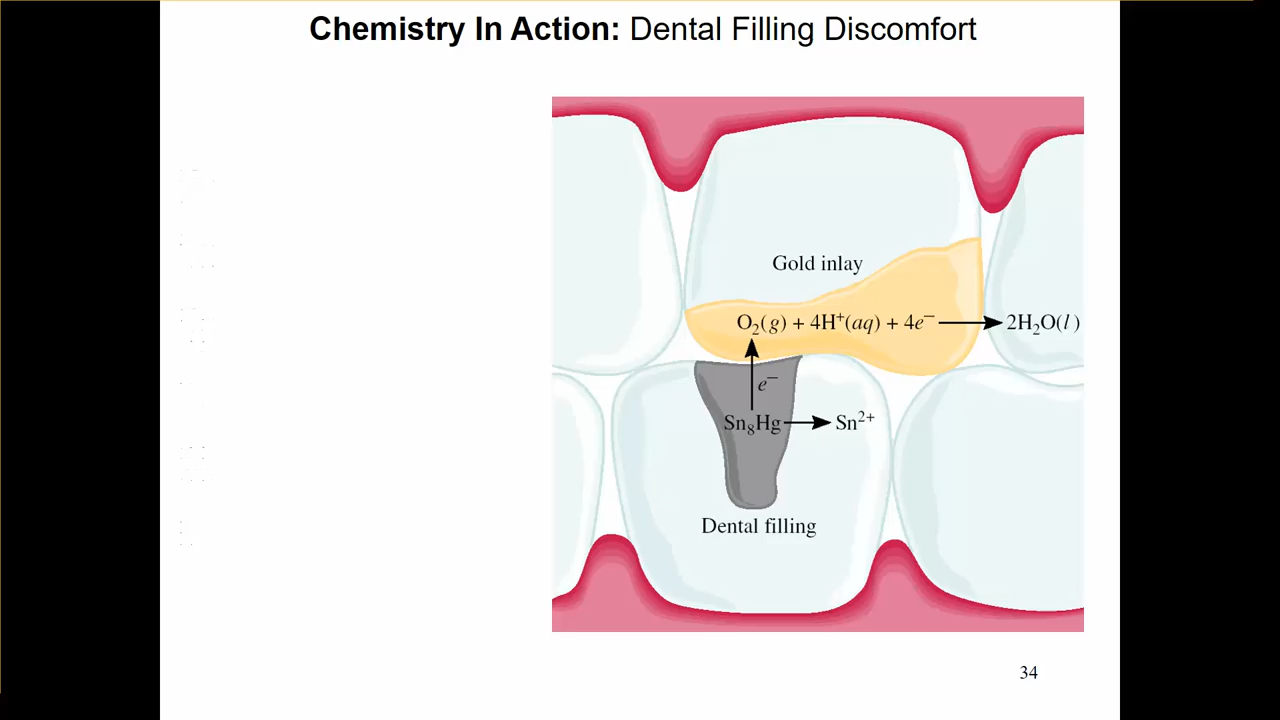 Chemistry In Action: Dental Filling Discomfort
Gold inlay
O₂(g) + 4H⁺(aq) + 4e⁻ ⟶ 2H₂O(l)
e⁻
Sn₈Hg ⟶ Sn²⁺
Dental filling
34